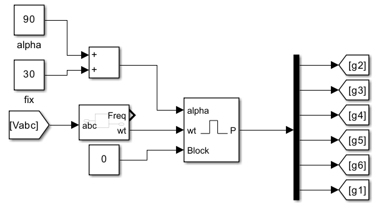 90
alpha
+
+
30
fix
[Vabc]
abc
Freq
wt
0
alpha
wt
Block
P
[g2]
[g3]
[g4]
[g5]
[g6]
[g1]